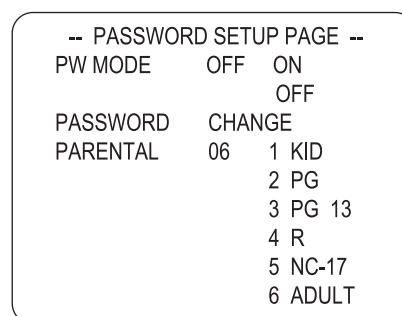 -- PASSWORD SETUP PAGE --
PW MODE OFF ON
OFF
PASSWORD CHANGE
PARENTAL 06 1 KID
2 PG
3 PG 13
4 R
5 NC-17
6 ADULT